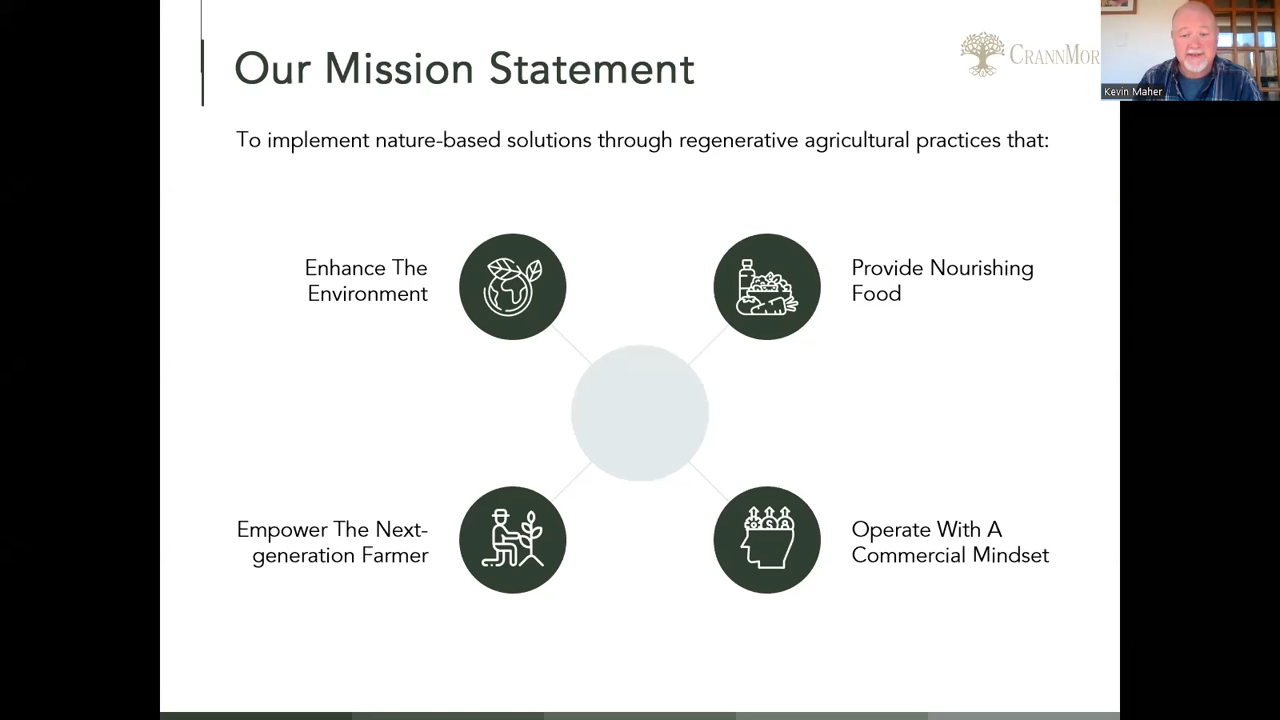 Our Mission Statement
CRANNMOR
Kevin Maher
To implement nature-based solutions through regenerative agricultural practices that:
Enhance The
Environment
Provide Nourishing
Food
Empower The Next-
generation Farmer
Operate With A
Commercial Mindset